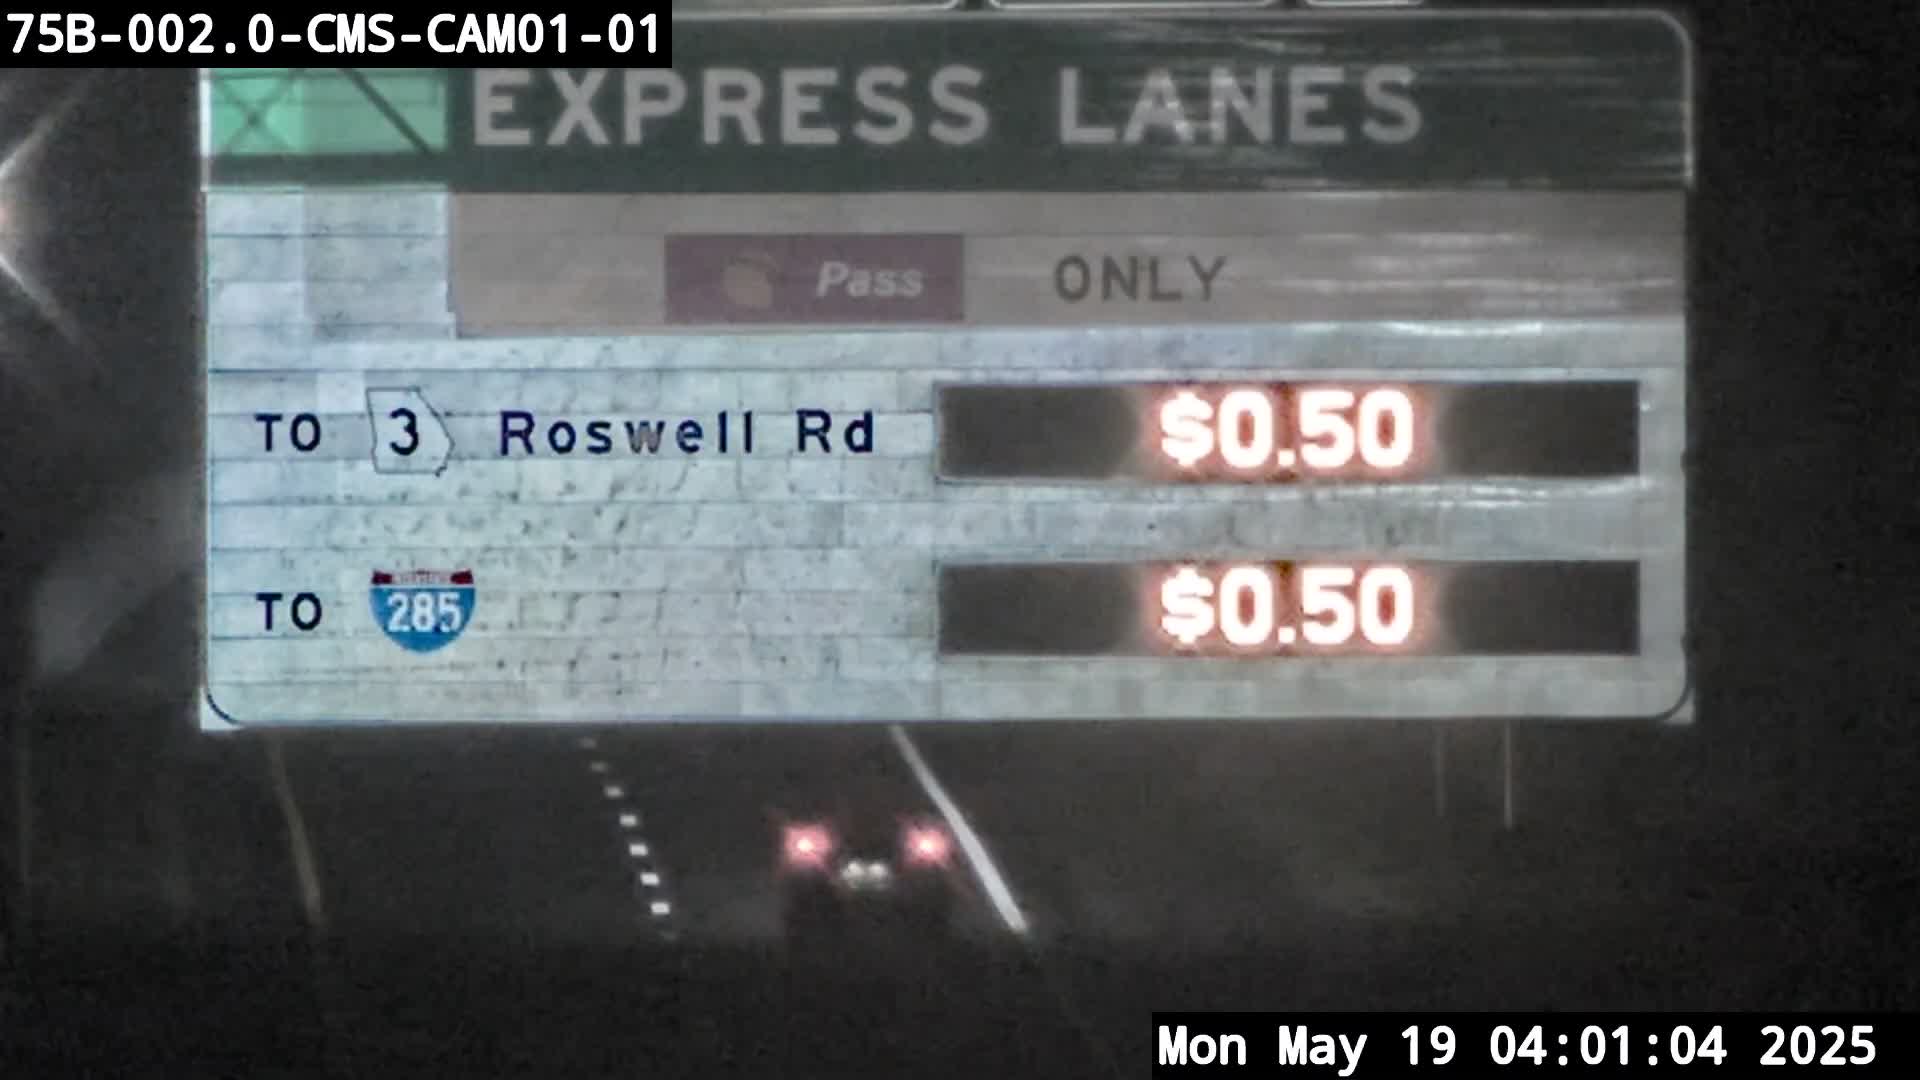 75B-002.0-CMS-CAM01-01
EXPRESS LANES
Pass ONLY
TO 3 Roswell Rd $0.50
TO 285 $0.50
Mon May 19 04:01:04 2025